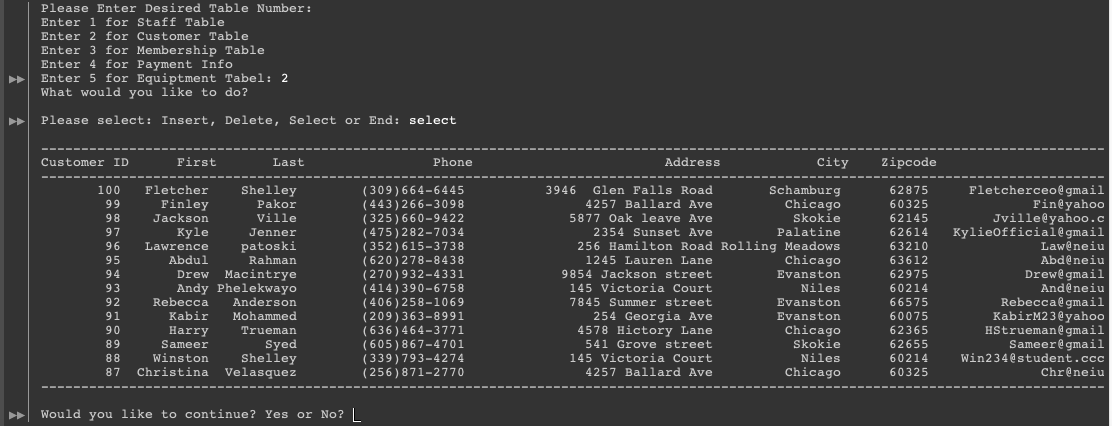 Please Enter Desired Table Number:
Enter 1 for Staff Table
Enter 2 for Customer Table
Enter 3 for Membership Table
Enter 4 for Payment Info
Enter 5 for Equiptment Tabel: 2
What would you like to do?
Please select: Insert, Delete, Select or End: select
Customer ID First Last Phone Address City Zipcode
100 Fletcher Shelley (309)664-6445 3946 Glen Falls Road Schamburg 62875 Fletcherceo@gmail
99 Finley Pakor (443)266-3098 4257 Ballard Ave Chicago 60325 Fin@yahoo
98 Jackson Ville (325)660-9422 5877 Oak leave Ave Skokie 62145 Jville@yahoo.c
97 Kyle Jenner (475)282-7034 2354 Sunset Ave Palatine 62614 KylieOfficial@gmail
96 Lawrence patoski (352)615-3738 256 Hamilton Road Rolling Meadows 63210 Law@neiu
95 Abdul Rahman (620)278-8438 1245 Lauren Lane Chicago 63612 Abd@neiu
94 Drew Macintrye (270)932-4331 9854 Jackson street Evanston 62975 Drew@gmail
93 Andy Phelekwayo (414)390-6758 145 Victoria Court Niles 60214 And@neiu
92 Rebecca Anderson (406)258-1069 7845 Summer street Evanston 66575 Rebecca@gmail
91 Kabir Mohammed (209)363-8991 254 Georgia Ave Evanston 60075 KabirM23@yahoo
90 Harry Trueman (636)464-3771 4578 Hictory Lane Chicago 62365 HStrueman@gmail
89 Sameer Syed (605)867-4701 541 Grove street Skokie 62655 Sameer@gmail
88 Winston Shelley (339)793-4274 145 Victoria Court Niles 60214 Win234@student.ccc
87 Christina Velasquez (256)871-2770 4257 Ballard Ave Chicago 60325 Chr@neiu
Would you like to continue? Yes or No?